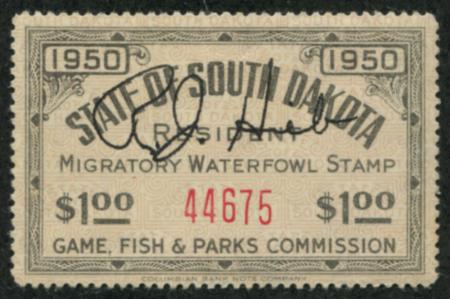 1950 1950
STATE OF SOUTH DAKOTA
RESIDENT
MIGRATORY WATERFOWL STAMP
$1.00 44675 $1.00
GAME, FISH & PARKS COMMISSION
COLUMBIAN BANK NOTE COMPANY